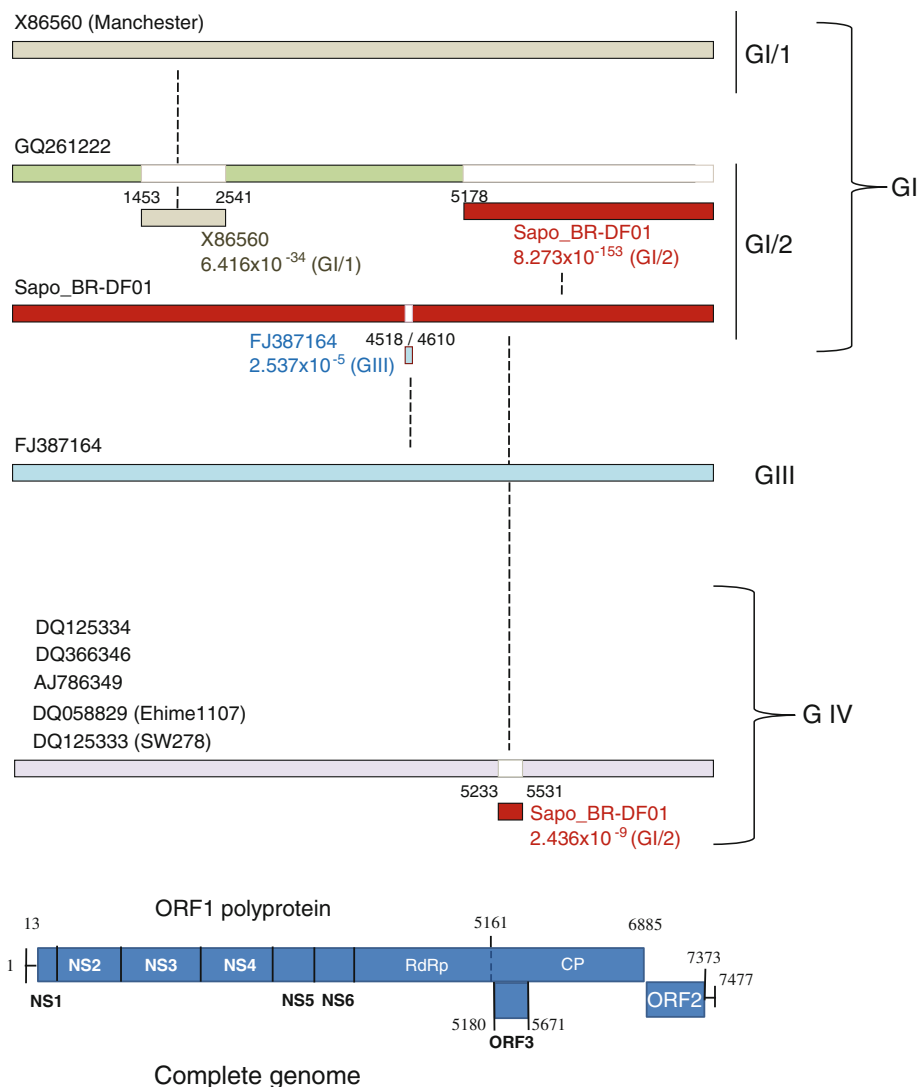 X86560 (Manchester)
GI/1
GQ261222
1453 2541 5178
X86560
6.416x10 -34 (GI/1)
Sapo_BR-DF01
8.273x10 -153 (GI/2)
GI/2
GI
Sapo_BR-DF01
4518 / 4610
FJ387164
2.537x10 -5 (GIII)
FJ387164
GIII
DQ125334
DQ366346
AJ786349
DQ058829 (Ehime1107)
DQ125333 (SW278)
G IV
5233 5531
Sapo_BR-DF01
2.436x10 -9 (GI/2)
ORF1 polyprotein
13 5161 6885
1 NS2 NS3 NS4 RdRp CP 7373
7477
NS1 NS5 NS6 ORF2
5180 5671
ORF3
Complete genome